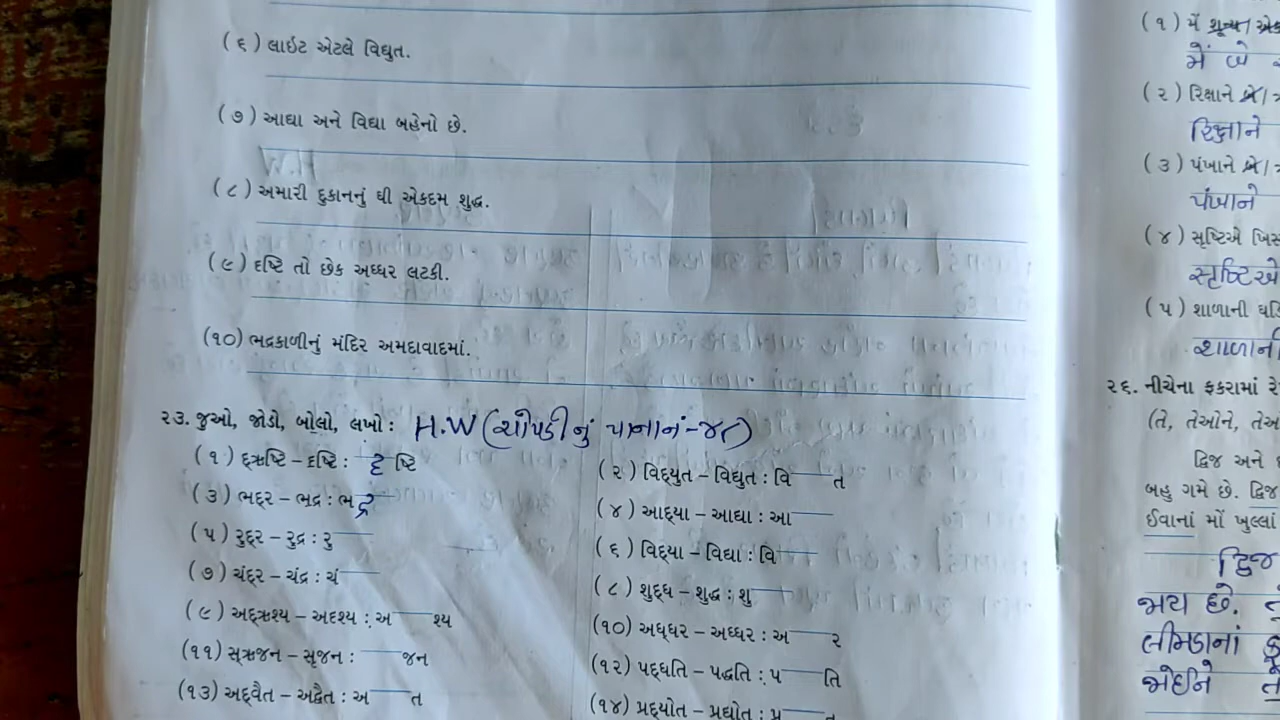 (૬) લાઇટ એટલે વિદ્યુત.
(૭) આદ્યા અને વિદ્યા બહેનો છે.
(૮) અમારી દુકાનનું ઘી એકદમ શુદ્ધ.
(૯) દૃષ્ટિ તો છેક અધ્ધર લટકી.
(૧૦) ભદ્રકાળીનું મંદિર અમદાવાદમાં.
૨૩. જુઓ, જોડો, બોલો, લખો : H.W (ચોપડીનું પાનાનં-૪૮)
(૧) દ્ઋષ્ટિ – દૃષ્ટિ : દૃ ષ્ટિ
(૨) વિદ્યુત – વિદ્યુત : વિ ત
(૩) ભદ્ર – ભદ્ર : ભ દ્ર
(૪) આદ્યા – આદ્યા : આ
(૫) રુદ્ર – રુદ્ર : રુ
(૬) વિદ્યા – વિદ્યા : વિ
(૭) ચંદ્ર – ચંદ્ર : ચં
(૮) શુદ્ધ – શુદ્ધ : શુ
(૯) અદ્ઋશ્ય – અદૃશ્ય : અ શ્ય
(૧૦) અધ્ધર – અધ્ધર : અ ર
(૧૧) સ્ઋજન – સૃજન : જન
(૧૨) પદ્ધતિ – પદ્ધતિ : પ તિ
(૧૩) અદ્વૈત – અદ્વૈત : અ ત
(૧૪) પ્રદ્યોત – પ્રદ્યોત : પ્ર ત
(૧) મેં
મેં બે
(૨) રિક્ષાને
રિક્ષાને
(૩) પંખાને
પંખાને
(૪) સૃષ્ટિએ
સૃષ્ટિએ
(૫) શાળાની
શાળાની
૨૬. નીચેના ફકરામાં
(તે, તેઓને,
દ્વિજ અને
બહુ ગમે છે. દ્વિજ
ઈવાનાં મોં ખુલ્લાં
દ્વિજ
જાય છે.
લીમડાનાં
જોઈને